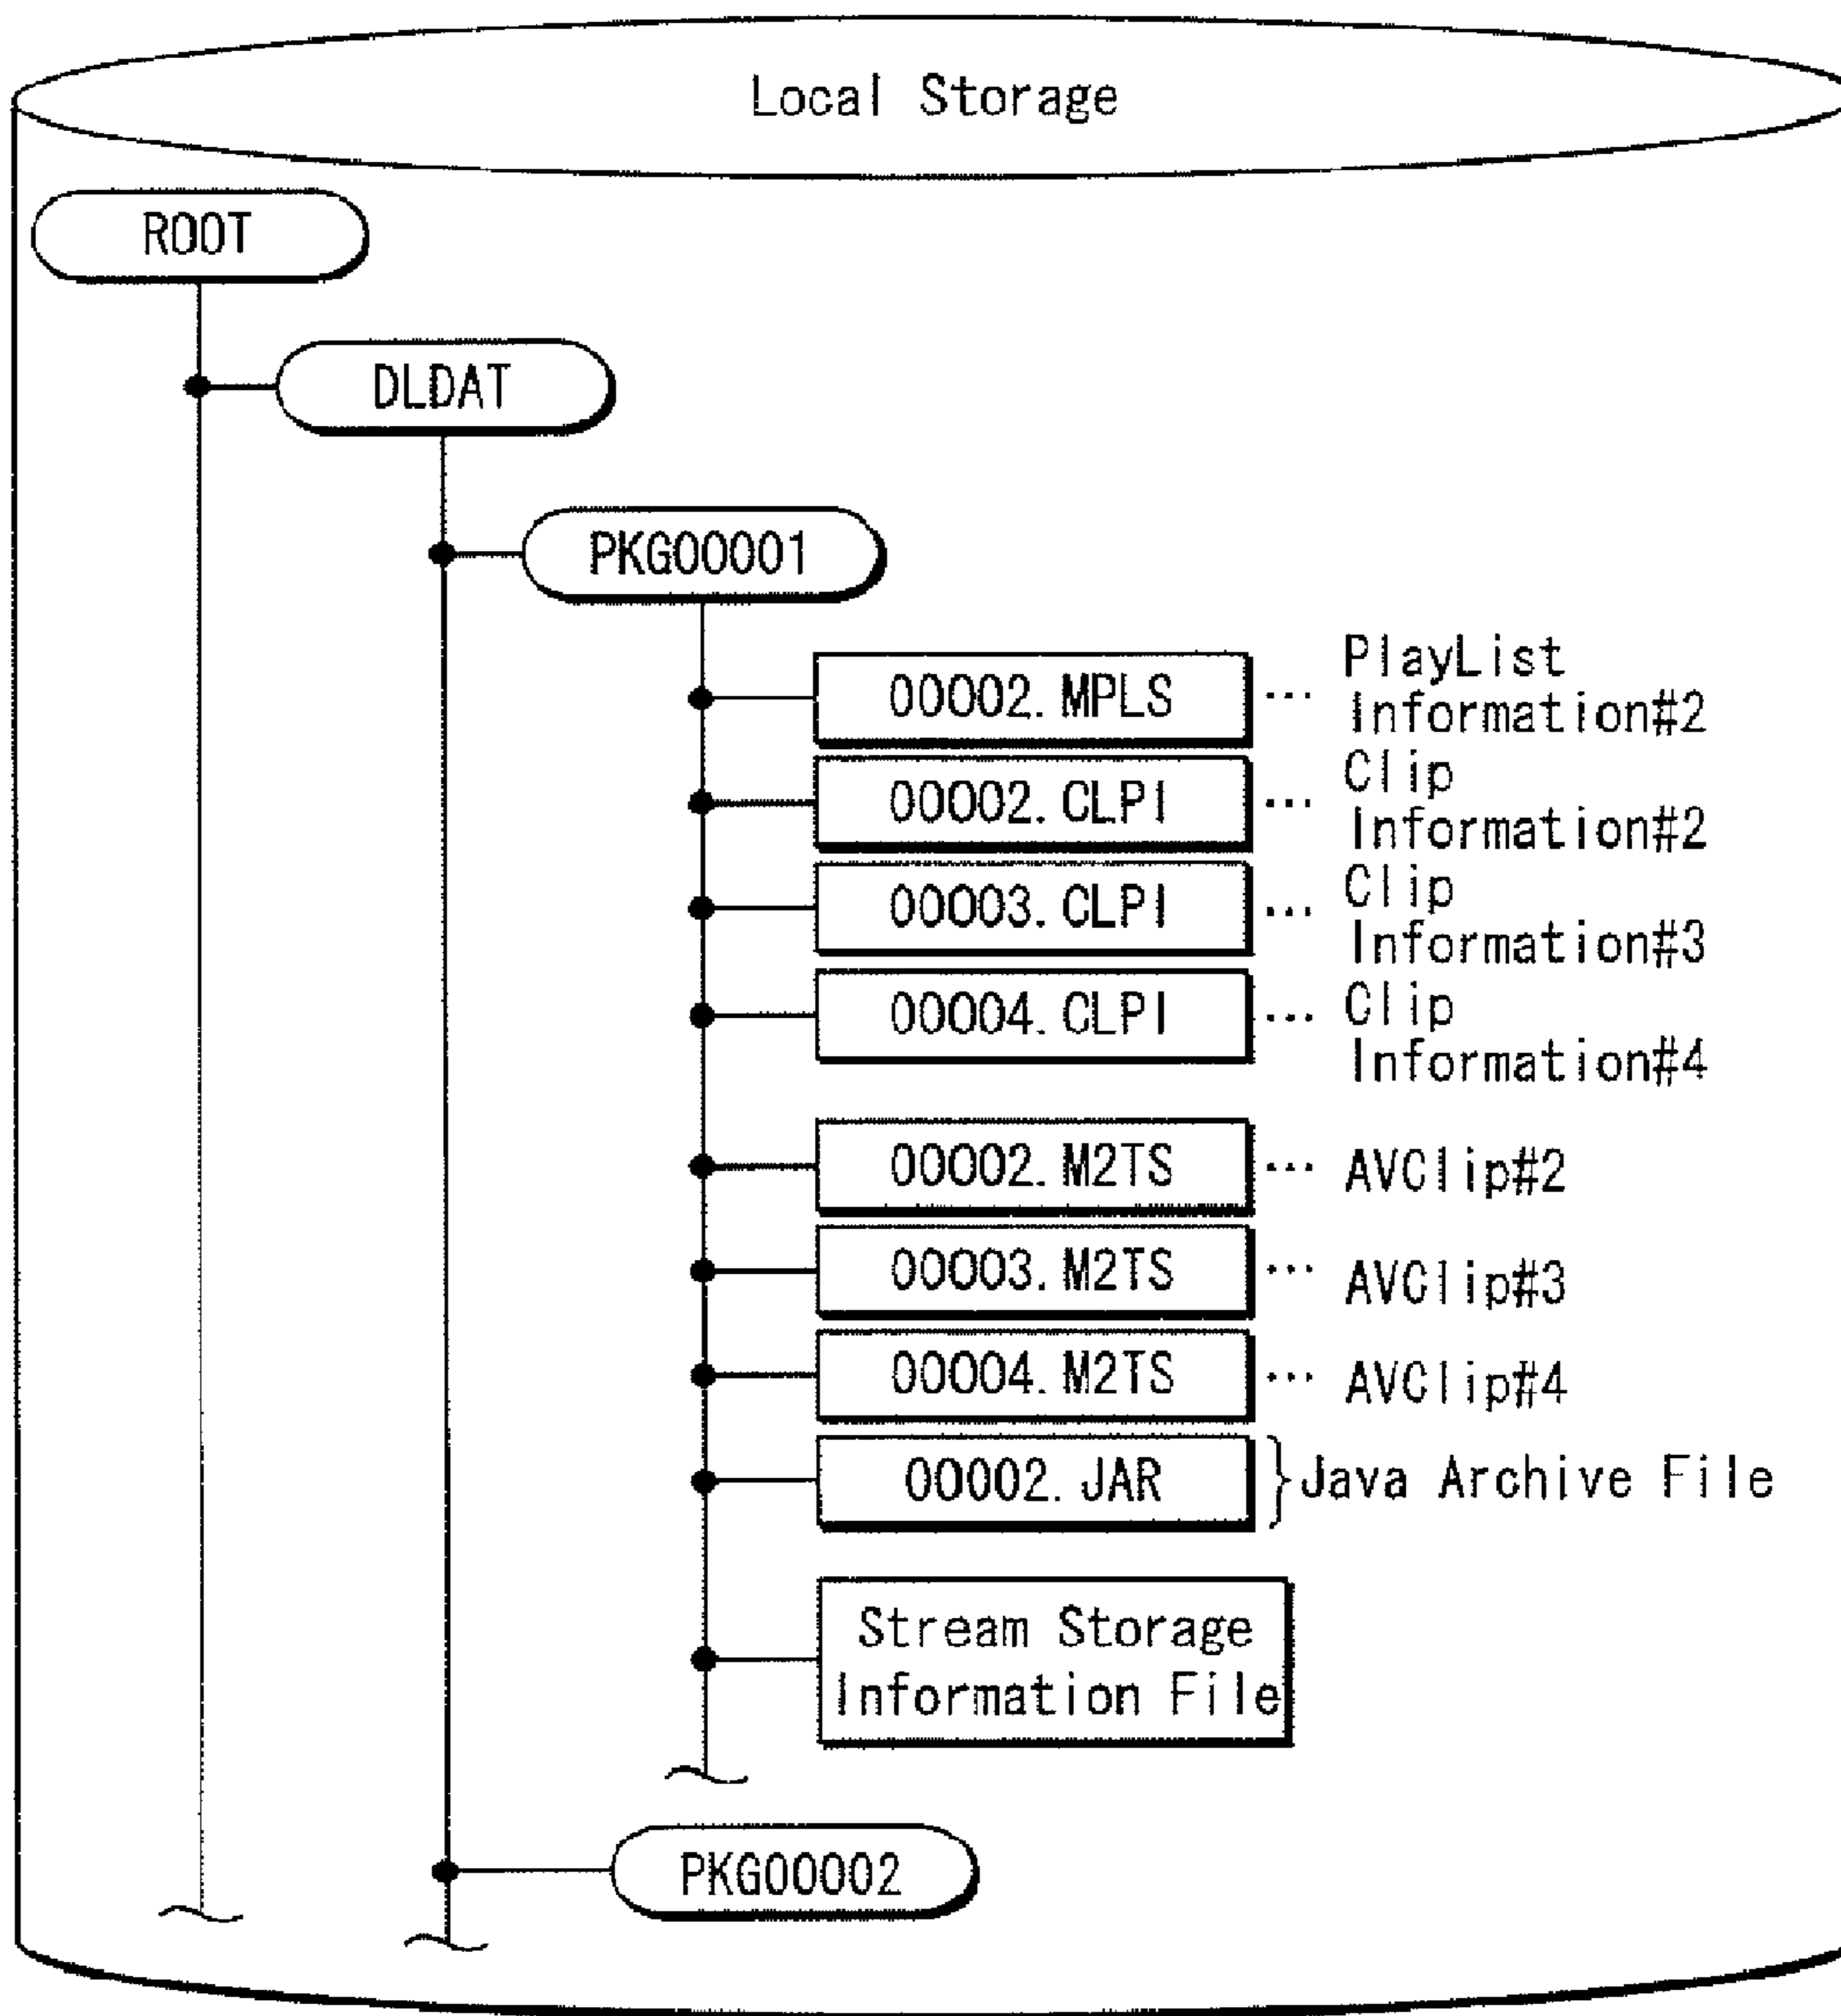 Local Storage
ROOT
DLDAT
PKG00001
00002.MPLS ... PlayList
Information#2
00002.CLPI ... Clip
Information#2
00003.CLPI ... Clip
Information#3
00004.CLPI ... Clip
Information#4
00002.M2TS ... AVClip#2
00003.M2TS ... AVClip#3
00004.M2TS ... AVClip#4
00002.JAR } Java Archive File
Stream Storage
Information File
PKG00002